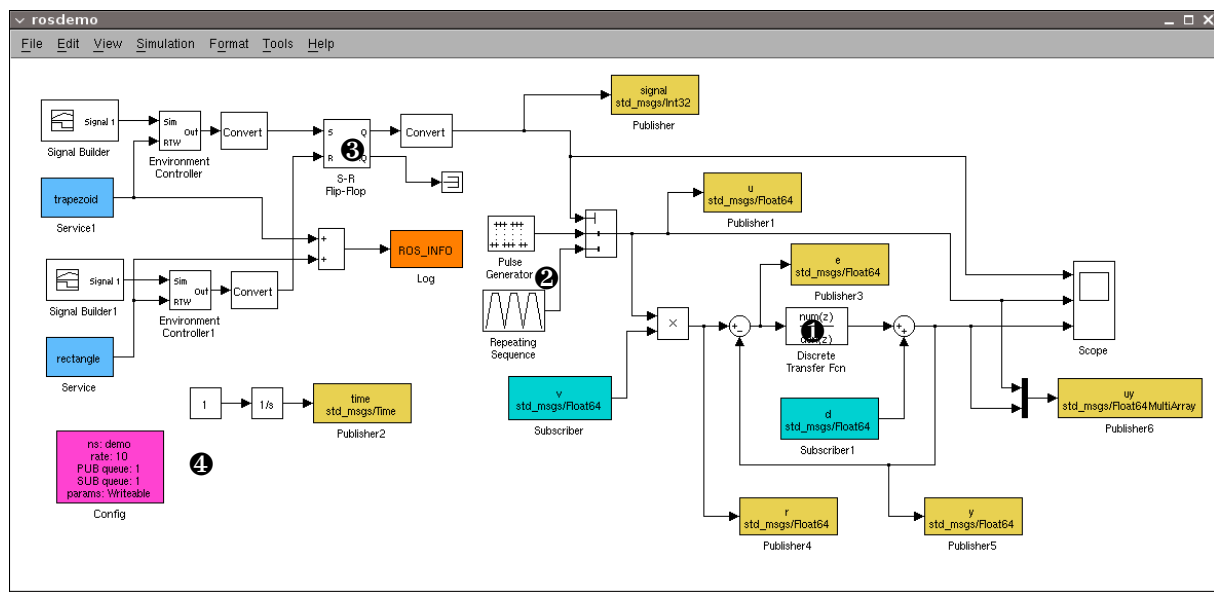 rosdemo
File Edit View Simulation Format Tools Help
signal
std_msgs/Int32
Publisher
Signal 1
Signal Builder
Sim
Out
RTW
Environment
Controller
Convert
S Q
R !Q
❸
S-R
Flip-Flop
Convert
trapezoid
Service1
u
std_msgs/Float64
Publisher1
+
+
ROS_INFO
Log
Pulse
Generator
❷
e
std_msgs/Float64
Publisher3
Signal 1
Signal Builder1
Sim
Out
RTW
Environment
Controller1
Convert
Repeating
Sequence
×
+
−
num(z)
❶
den(z)
Discrete
Transfer Fcn
+
+
Scope
rectangle
Service
1
1/s
time
std_msgs/Time
Publisher2
v
std_msgs/Float64
Subscriber
d
std_msgs/Float64
Subscriber1
uy
std_msgs/Float64MultiArray
Publisher6
ns: demo
rate: 10
PUB queue: 1
SUB queue: 1
params: Writeable
Config
❹
r
std_msgs/Float64
Publisher4
y
std_msgs/Float64
Publisher5